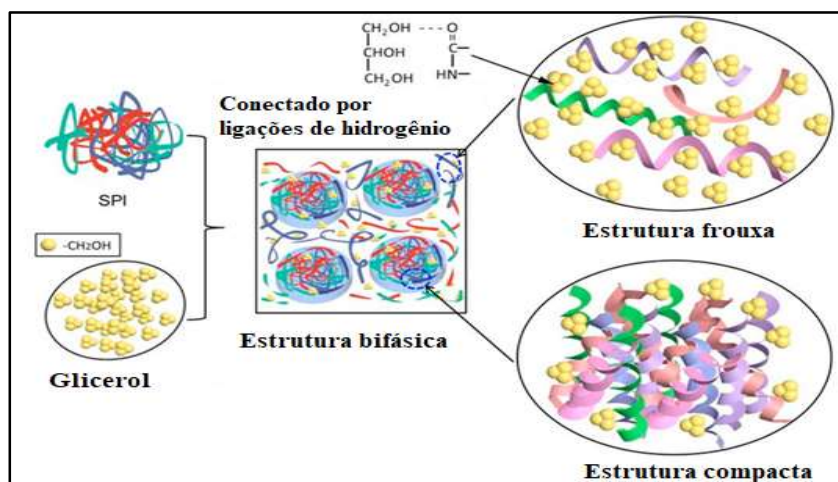 CH₂OH --- O
CHOH C
CH₂OH HN
Conectado por
ligações de hidrogênio
SPI
-CH2OH
Glicerol
Estrutura bifásica
Estrutura frouxa
Estrutura compacta